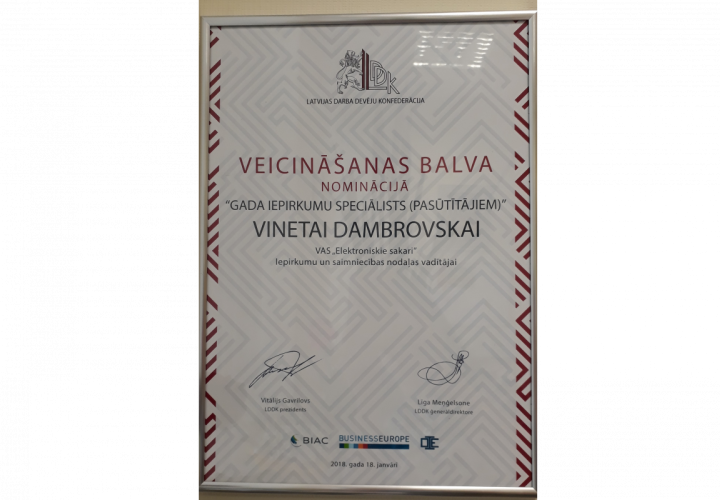 LDDK
LATVIJAS DARBA DEVĒJU KONFEDERĀCIJA
VEICINĀŠANAS BALVA
NOMINĀCIJĀ
"GADA IEPIRKUMU SPECIĀLISTS (PASŪTĪTĀJIEM)"
VINETAI DAMBROVSKAI
VAS „Elektroniskie sakari"
Iepirkumu un saimniecības nodaļas vadītājai
Vitālijs Gavrilovs
LDDK prezidents
Līga Meņģelsone
LDDK ģenerāldirektore
BIAC
BUSINESSEUROPE
2018. gada 18. janvārī